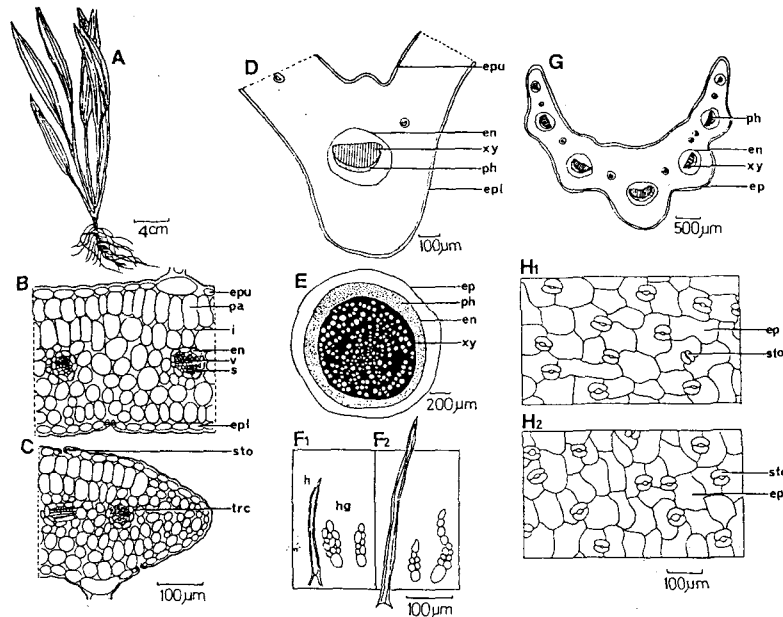 A
4cm
B
epu
pa
i
en
v
s
epl
C
sto
trc
100µm
D
epu
en
xy
ph
epl
100µm
E
ep
ph
en
xy
200µm
F1
h
hg
F2
100µm
G
ph
en
xy
ep
500µm
H1
ep
sto
H2
sto
ep
100µm